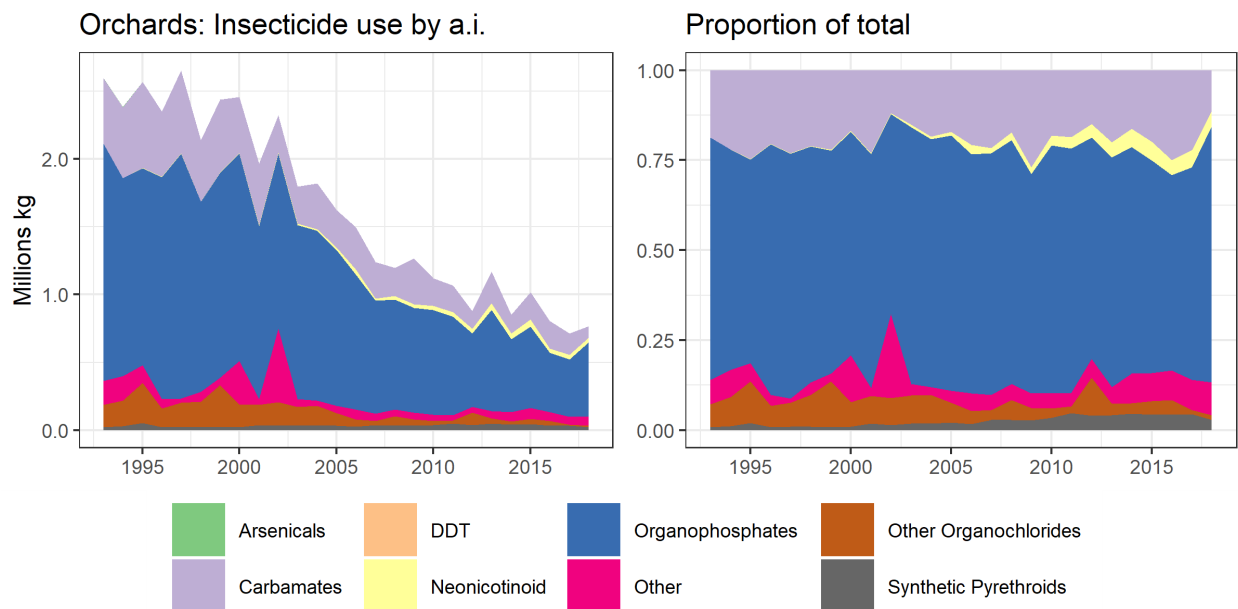 Orchards: Insecticide use by a.i.
Proportion of total
Millions kg
2.0
1.0
0.0
1995
2000
2005
2010
2015
1.00
0.75
0.50
0.25
0.00
1995
2000
2005
2010
2015
Arsenicals
DDT
Organophosphates
Other Organochlorides
Carbamates
Neonicotinoid
Other
Synthetic Pyrethroids